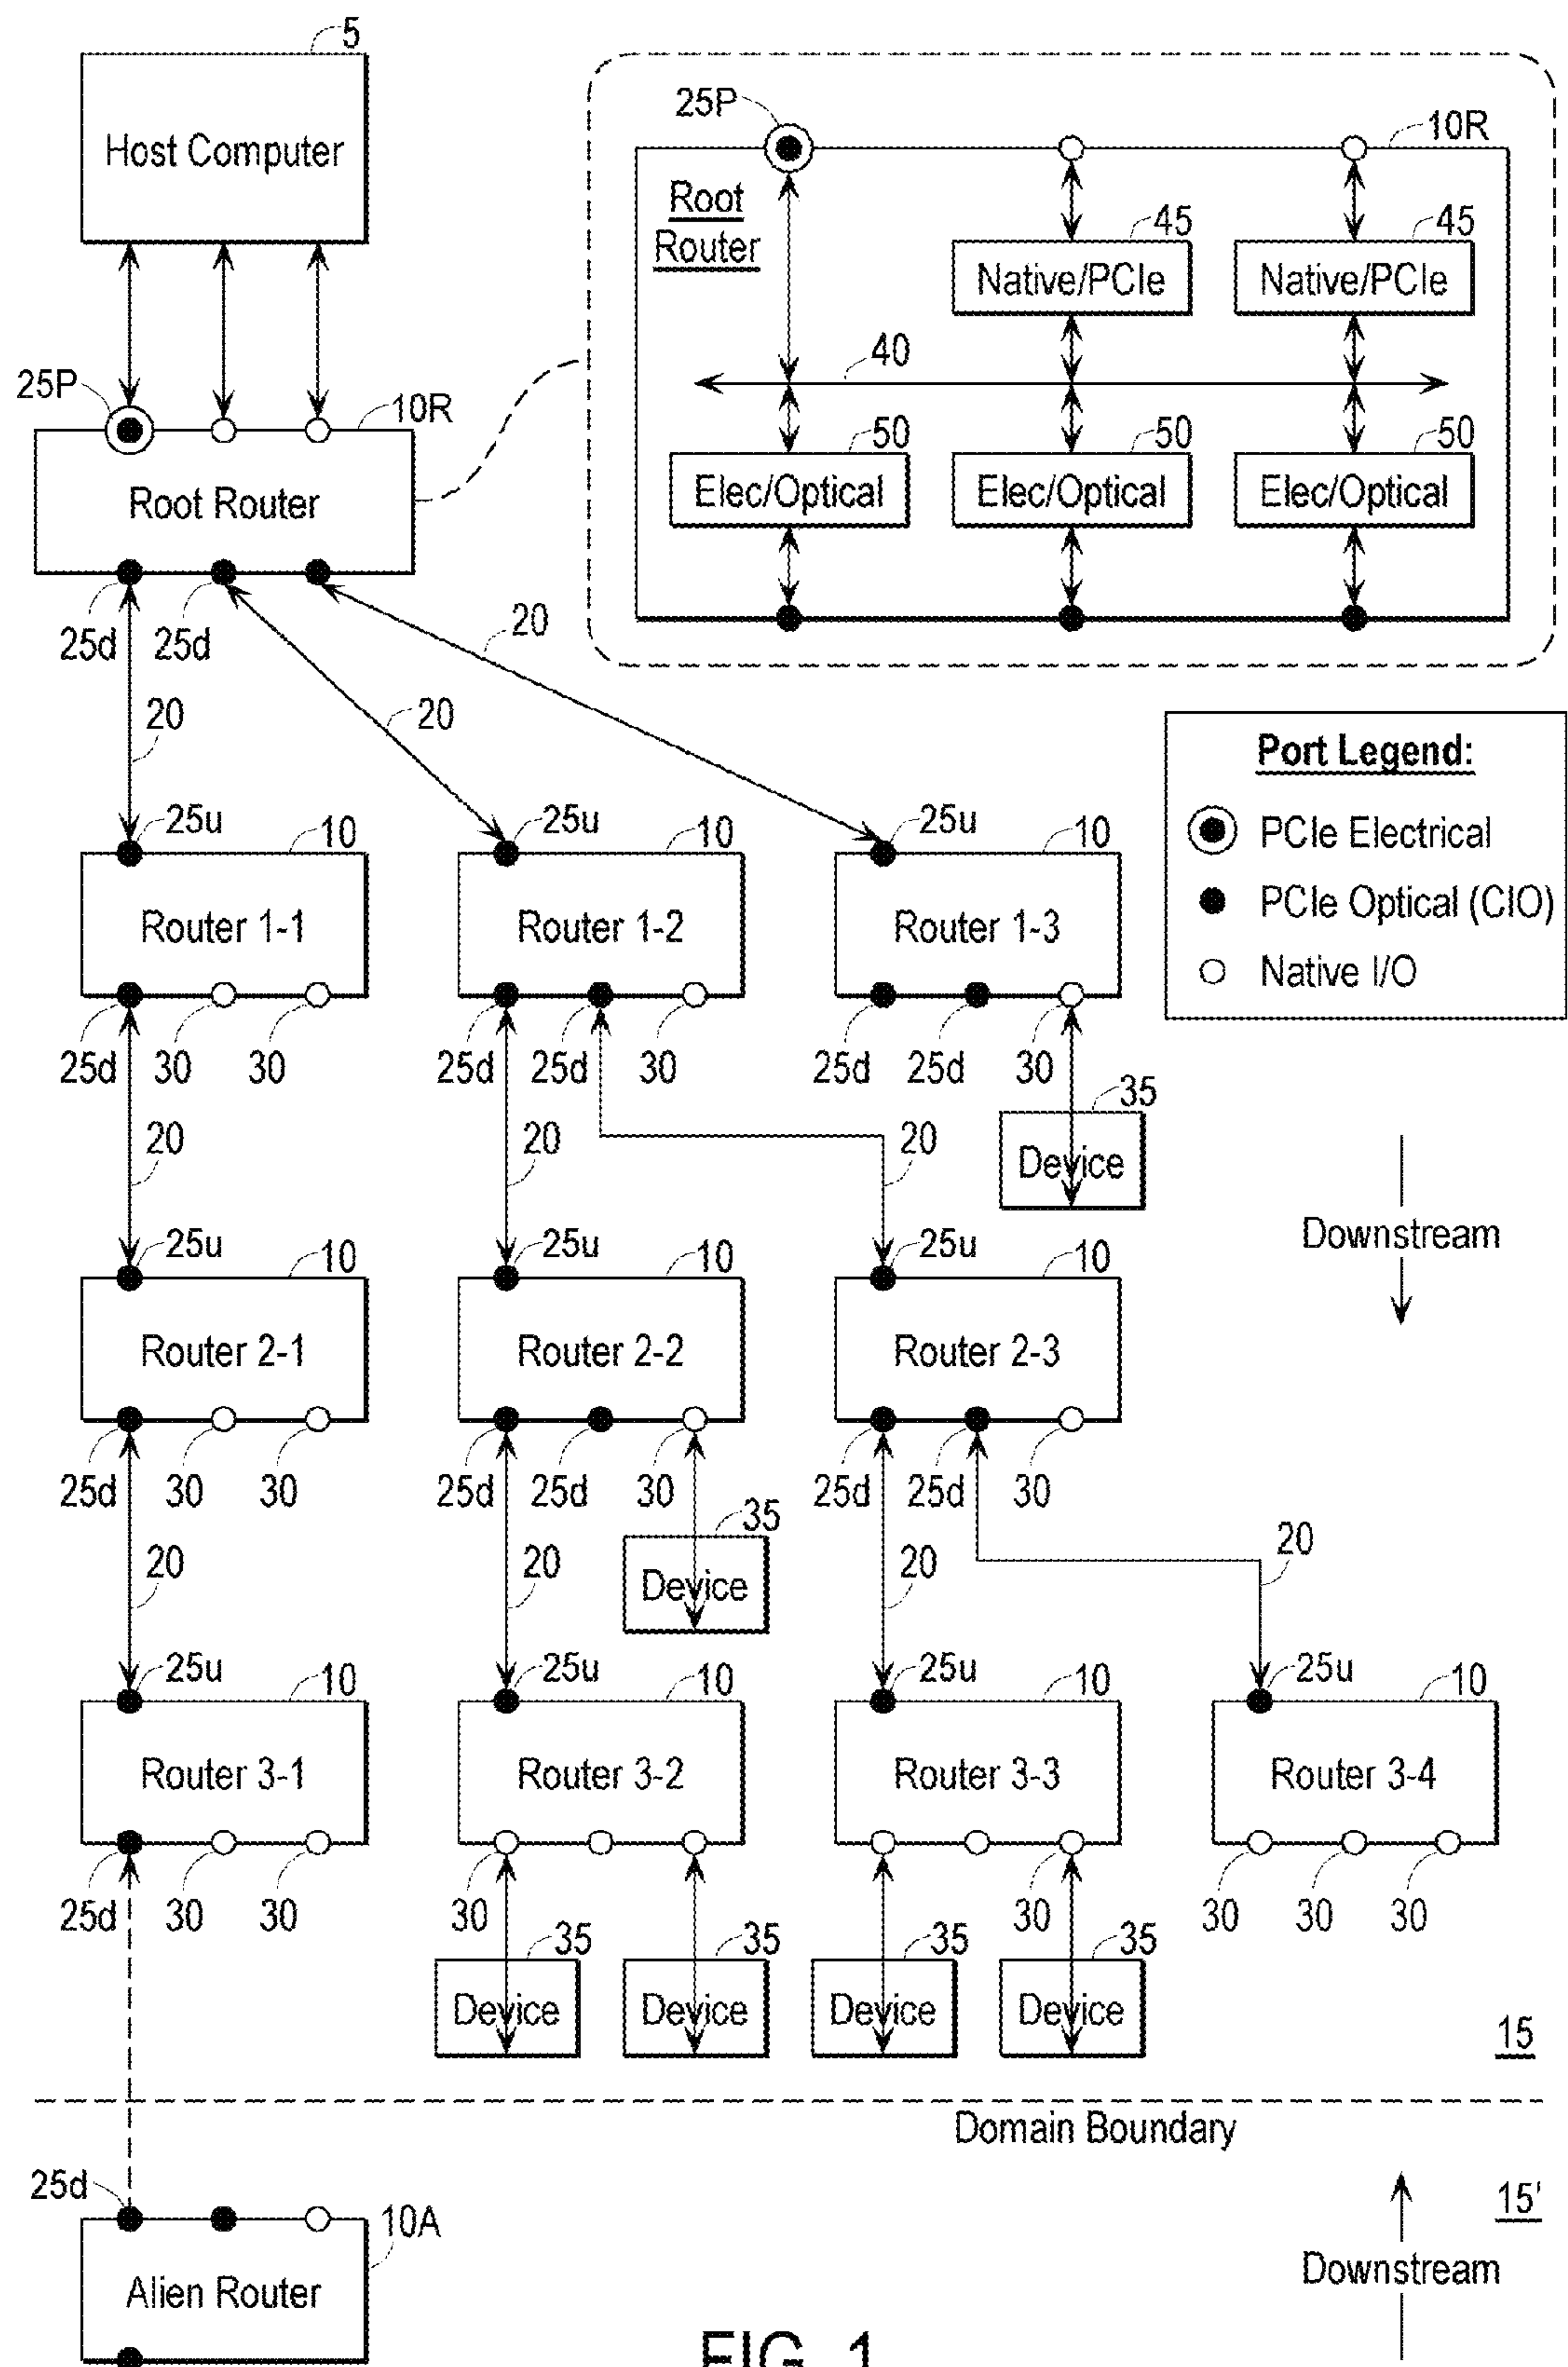 5
Host Computer
25P
10R
Root Router
25d 25d
20
20
20
25P
10R
Root
Router
45
45
Native/PCIe
Native/PCIe
40
50
50
50
Elec/Optical
Elec/Optical
Elec/Optical
Port Legend:
PCIe Electrical
PCIe Optical (CIO)
Native I/O
25u 10 25u 10 25u 10
Router 1-1 Router 1-2 Router 1-3
25d 30 30 25d 25d 30 25d 25d 30
35
Device
20 20 20
Downstream
25u 10 25u 10 25u 10
Router 2-1 Router 2-2 Router 2-3
25d 30 30 25d 25d 30 25d 25d 30
35
Device
20 20 20 20
25u 10 25u 10 25u 10 25u 10
Router 3-1 Router 3-2 Router 3-3 Router 3-4
25d 30 30 30 30 30 30 30
35 35 35 35
Device Device Device Device
15
Domain Boundary
25d
10A
Alien Router
15'
Downstream
FIG. 1